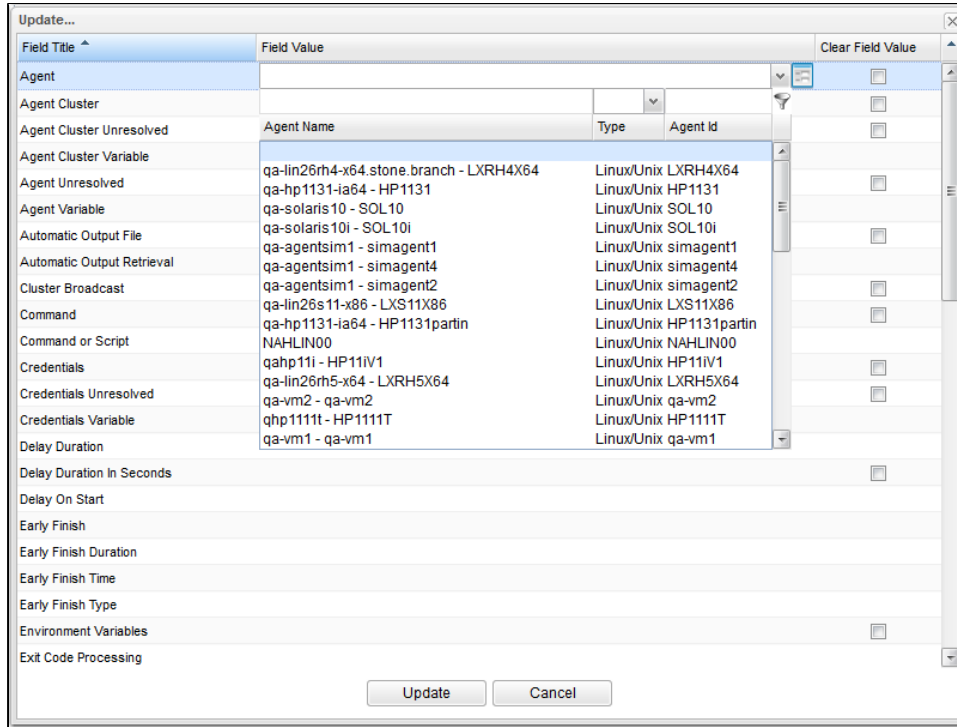 Update...
Field Title Field Value Clear Field Value
Agent
Agent Cluster
Agent Cluster Unresolved Agent Name Type Agent Id
Agent Cluster Variable
Agent Unresolved qa-lin26rh4-x64.stone.branch - LXRH4X64 Linux/Unix LXRH4X64
qa-hp1131-ia64 - HP1131 Linux/Unix HP1131
Agent Variable qa-solaris10 - SOL10 Linux/Unix SOL10
Automatic Output File qa-solaris10i - SOL10i Linux/Unix SOL10i
qa-agentsim1 - simagent1 Linux/Unix simagent1
Automatic Output Retrieval qa-agentsim1 - simagent4 Linux/Unix simagent4
Cluster Broadcast qa-agentsim1 - simagent2 Linux/Unix simagent2
qa-lin26s11-x86 - LXS11X86 Linux/Unix LXS11X86
Command qa-hp1131-ia64 - HP1131partin Linux/Unix HP1131partin
Command or Script NAHLIN00 Linux/Unix NAHLIN00
qahp11i - HP11iV1 Linux/Unix HP11iV1
Credentials qa-lin26rh5-x64 - LXRH5X64 Linux/Unix LXRH5X64
Credentials Unresolved qa-vm2 - qa-vm2 Linux/Unix qa-vm2
Credentials Variable qhp1111t - HP1111T Linux/Unix HP1111T
Delay Duration qa-vm1 - qa-vm1 Linux/Unix qa-vm1
Delay Duration In Seconds
Delay On Start
Early Finish
Early Finish Duration
Early Finish Time
Early Finish Type
Environment Variables
Exit Code Processing
Update Cancel